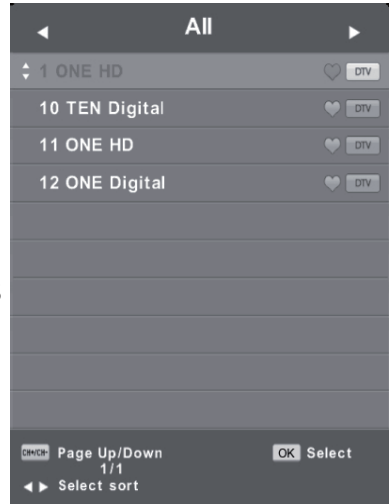 All
1 ONE HD DTV
10 TEN Digital DTV
11 ONE HD DTV
12 ONE Digital DTV
CH+/CH- Page Up/Down OK Select
1/1
Select sort